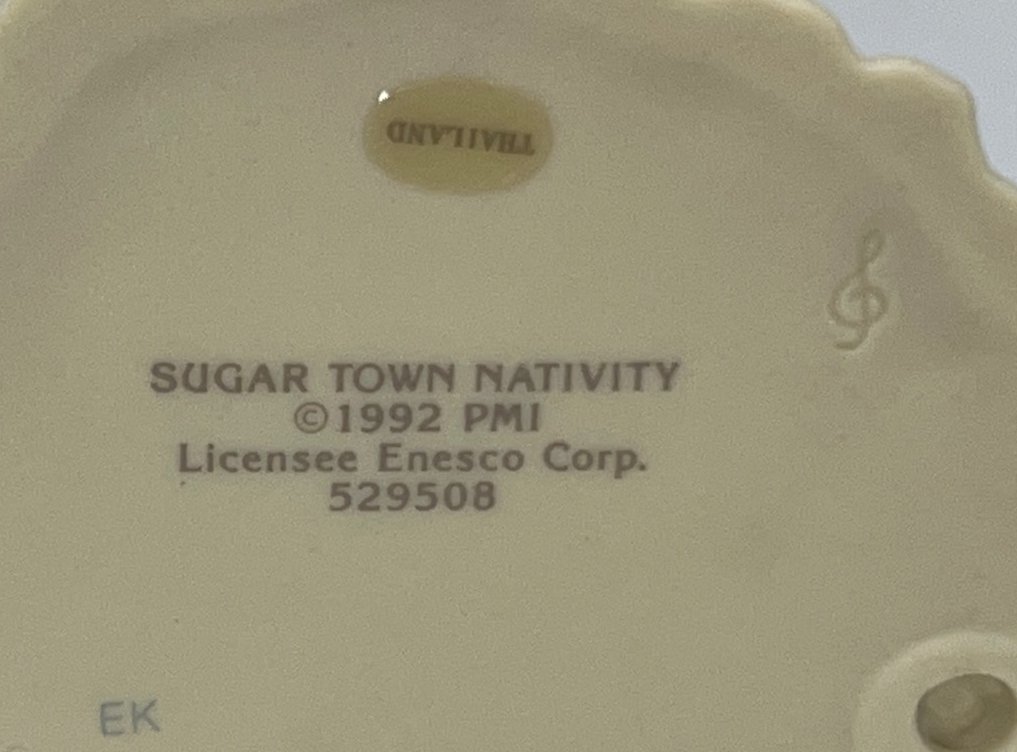 THAILAND
SUGAR TOWN NATIVITY
©1992 PMI
Licensee Enesco Corp.
529508
EK